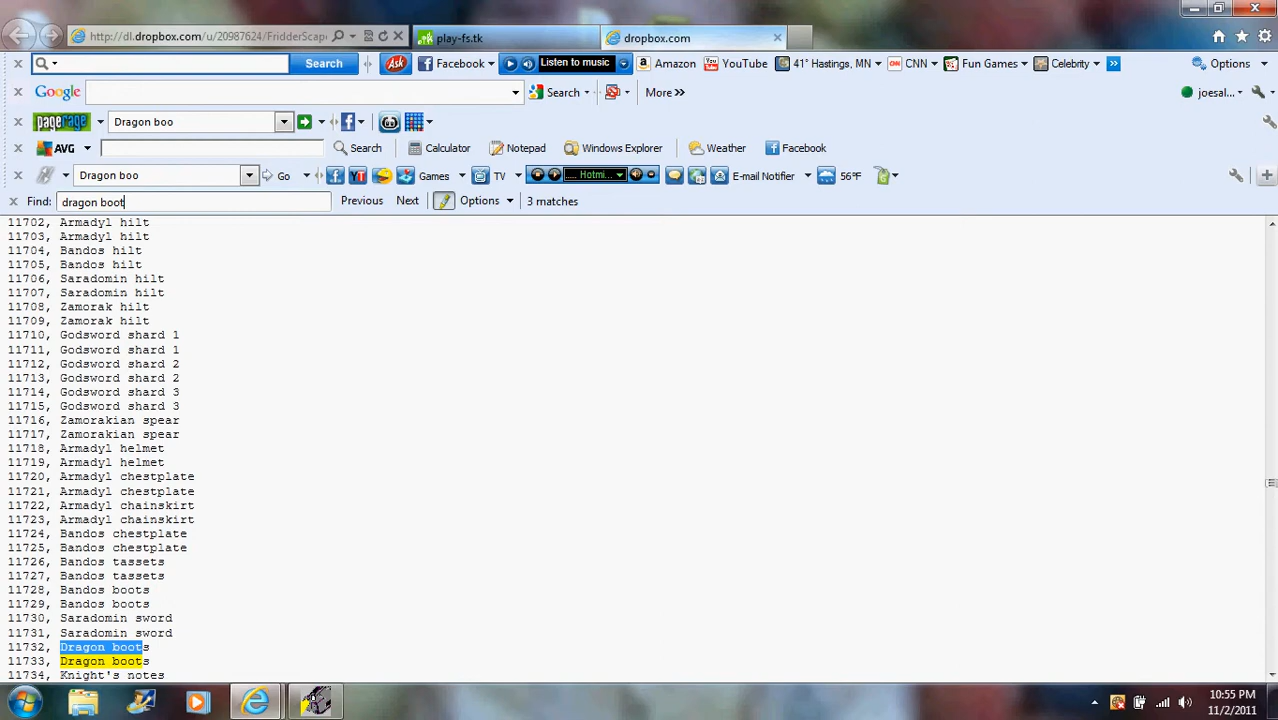 http://dl.dropbox.com/u/20987624/FridderScape
play-fs.tk
dropbox.com
Search
Ask
Facebook
Listen to music
Amazon
YouTube
41° Hastings, MN
CNN
Fun Games
Celebrity
Options
Google
Search
More
joesal...
pagerage
Dragon boo
AVG
Search
Calculator
Notepad
Windows Explorer
Weather
Facebook
Dragon boo
Go
Games
TV
Hotmi...
E-mail Notifier
56°F
Find: dragon boot
Previous
Next
Options
3 matches
11702, Armadyl hilt
11703, Armadyl hilt
11704, Bandos hilt
11705, Bandos hilt
11706, Saradomin hilt
11707, Saradomin hilt
11708, Zamorak hilt
11709, Zamorak hilt
11710, Godsword shard 1
11711, Godsword shard 1
11712, Godsword shard 2
11713, Godsword shard 2
11714, Godsword shard 3
11715, Godsword shard 3
11716, Zamorakian spear
11717, Zamorakian spear
11718, Armadyl helmet
11719, Armadyl helmet
11720, Armadyl chestplate
11721, Armadyl chestplate
11722, Armadyl chainskirt
11723, Armadyl chainskirt
11724, Bandos chestplate
11725, Bandos chestplate
11726, Bandos tassets
11727, Bandos tassets
11728, Bandos boots
11729, Bandos boots
11730, Saradomin sword
11731, Saradomin sword
11732, Dragon boots
11733, Dragon boots
11734, Knight's notes
10:55 PM
11/2/2011